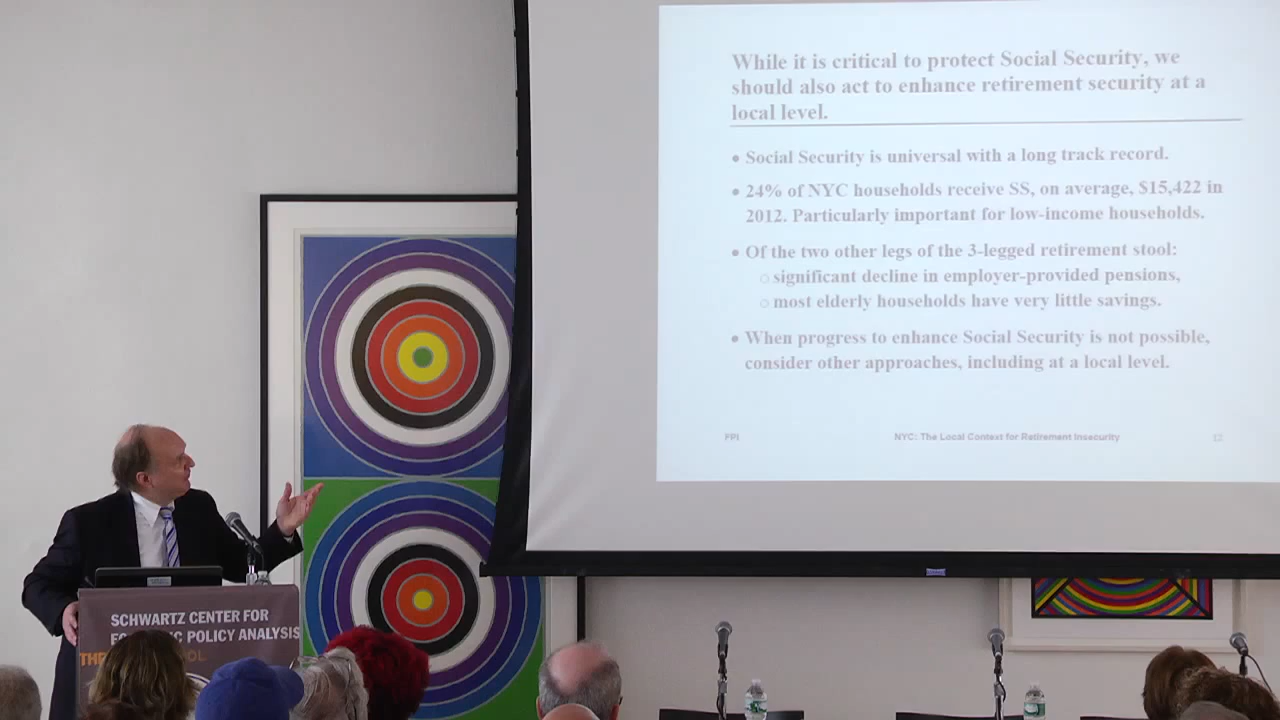 While it is critical to protect Social Security, we
should also act to enhance retirement security at a
local level.
• Social Security is universal with a long track record.
• 24% of NYC households receive SS, on average, $15,422 in
2012. Particularly important for low-income households.
• Of the two other legs of the 3-legged retirement stool:
○ significant decline in employer-provided pensions,
○ most elderly households have very little savings.
• When progress to enhance Social Security is not possible,
consider other approaches, including at a local level.
NYC: The Local Context for Retirement Insecurity
12
SCHWARTZ CENTER FOR
POLICY ANALYSIS